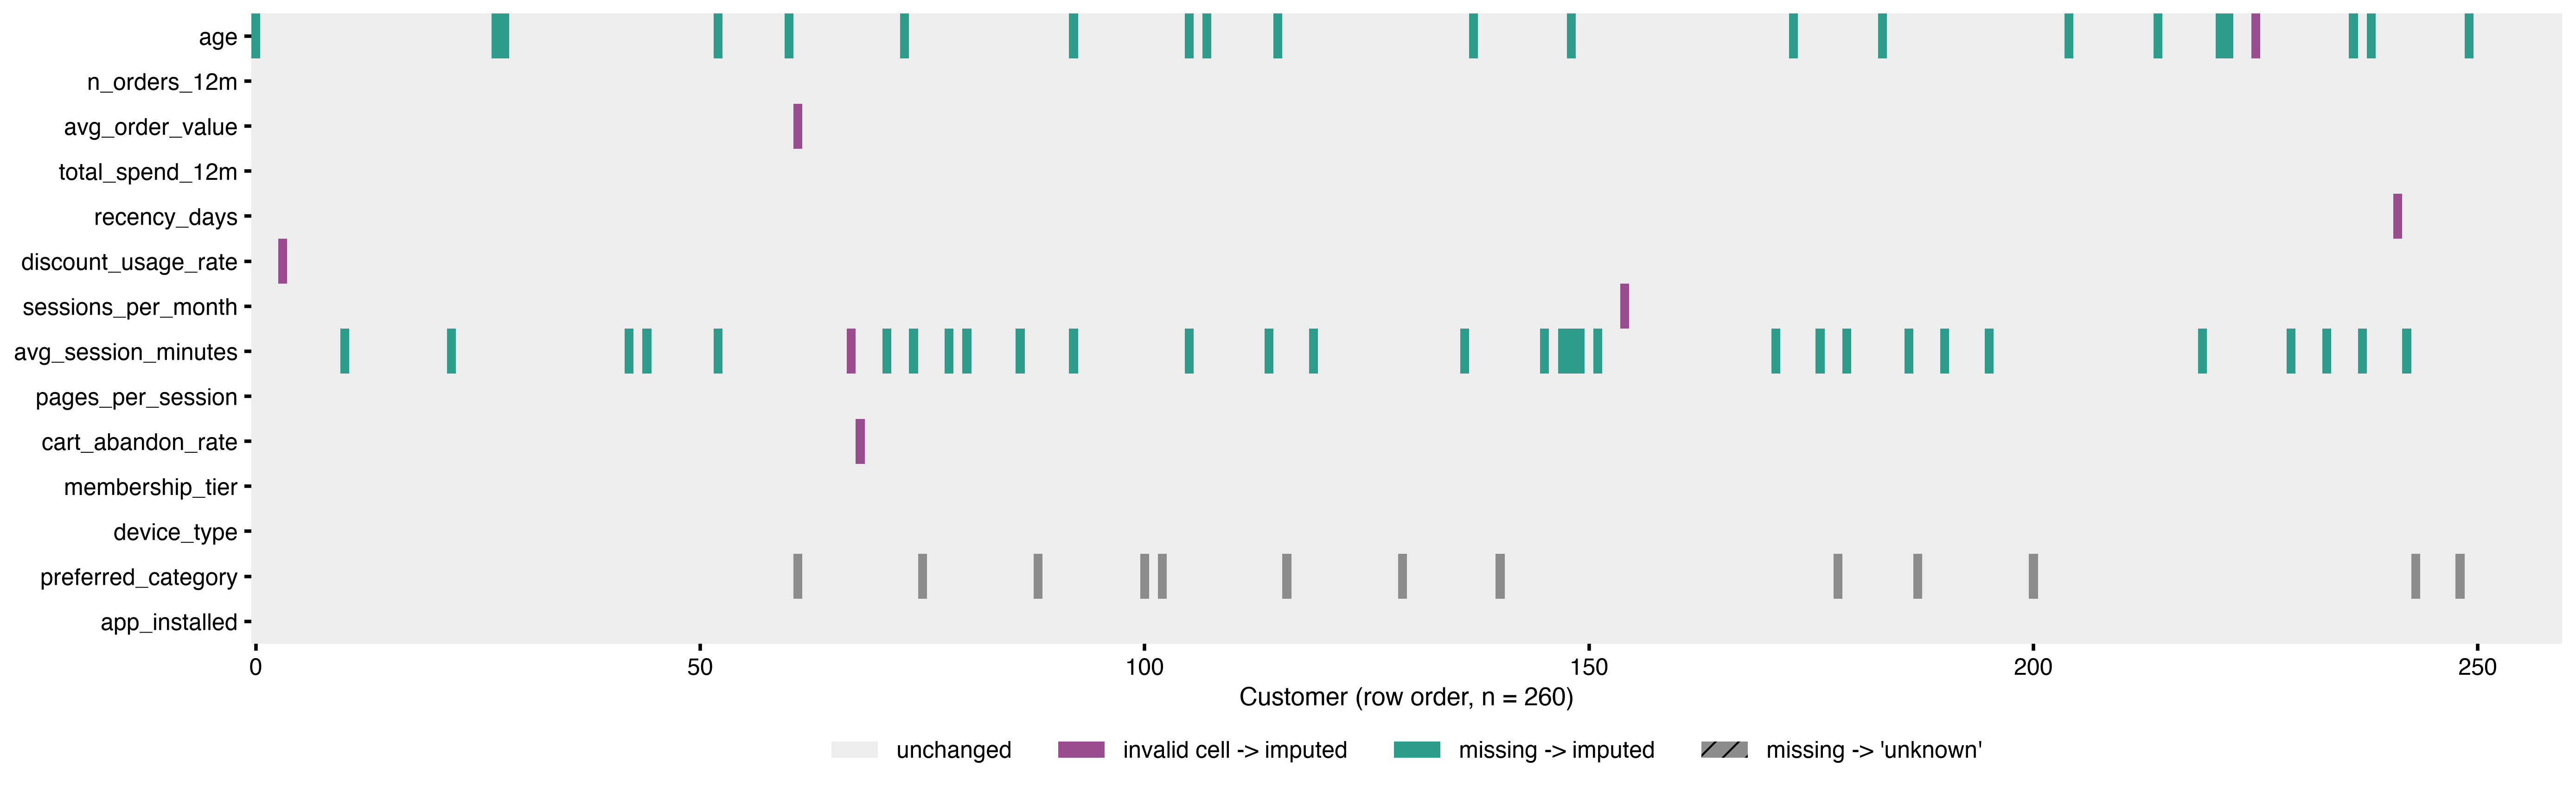 age
n_orders_12m
avg_order_value
total_spend_12m
recency_days
discount_usage_rate
sessions_per_month
avg_session_minutes
pages_per_session
cart_abandon_rate
membership_tier
device_type
preferred_category
app_installed
0 50 100 150 200 250
Customer (row order, n = 260)
unchanged invalid cell -> imputed missing -> imputed missing -> 'unknown'